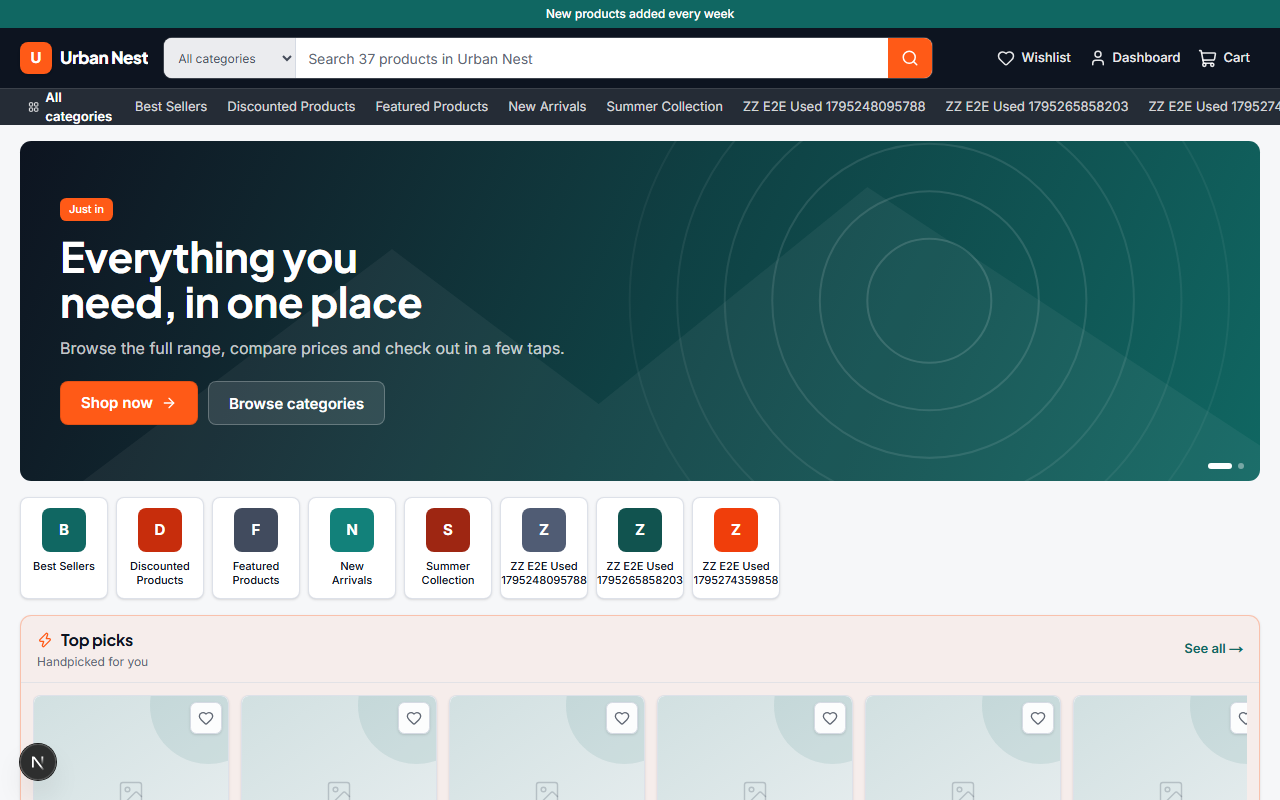 New products added every week
U Urban Nest
All categories
Search 37 products in Urban Nest
Wishlist
Dashboard
Cart
All categories
Best Sellers
Discounted Products
Featured Products
New Arrivals
Summer Collection
ZZ E2E Used 1795248095788
ZZ E2E Used 1795265858203
ZZ E2E Used 1795274
Just in
Everything you
need, in one place
Browse the full range, compare prices and check out in a few taps.
Shop now →
Browse categories
B
Best Sellers
D
Discounted
Products
F
Featured
Products
N
New
Arrivals
S
Summer
Collection
Z
ZZ E2E Used
1795248095788
Z
ZZ E2E Used
1795265858203
Z
ZZ E2E Used
1795274359858
Top picks
Handpicked for you
See all →
N